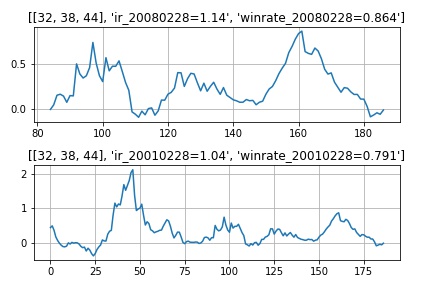 [[32, 38, 44], 'ir_20080228=1.14', 'winrate_20080228=0.864']
0.5
0.0
80 100 120 140 160 180
[[32, 38, 44], 'ir_20010228=1.04', 'winrate_20010228=0.791']
2
1
0
0 25 50 75 100 125 150 175